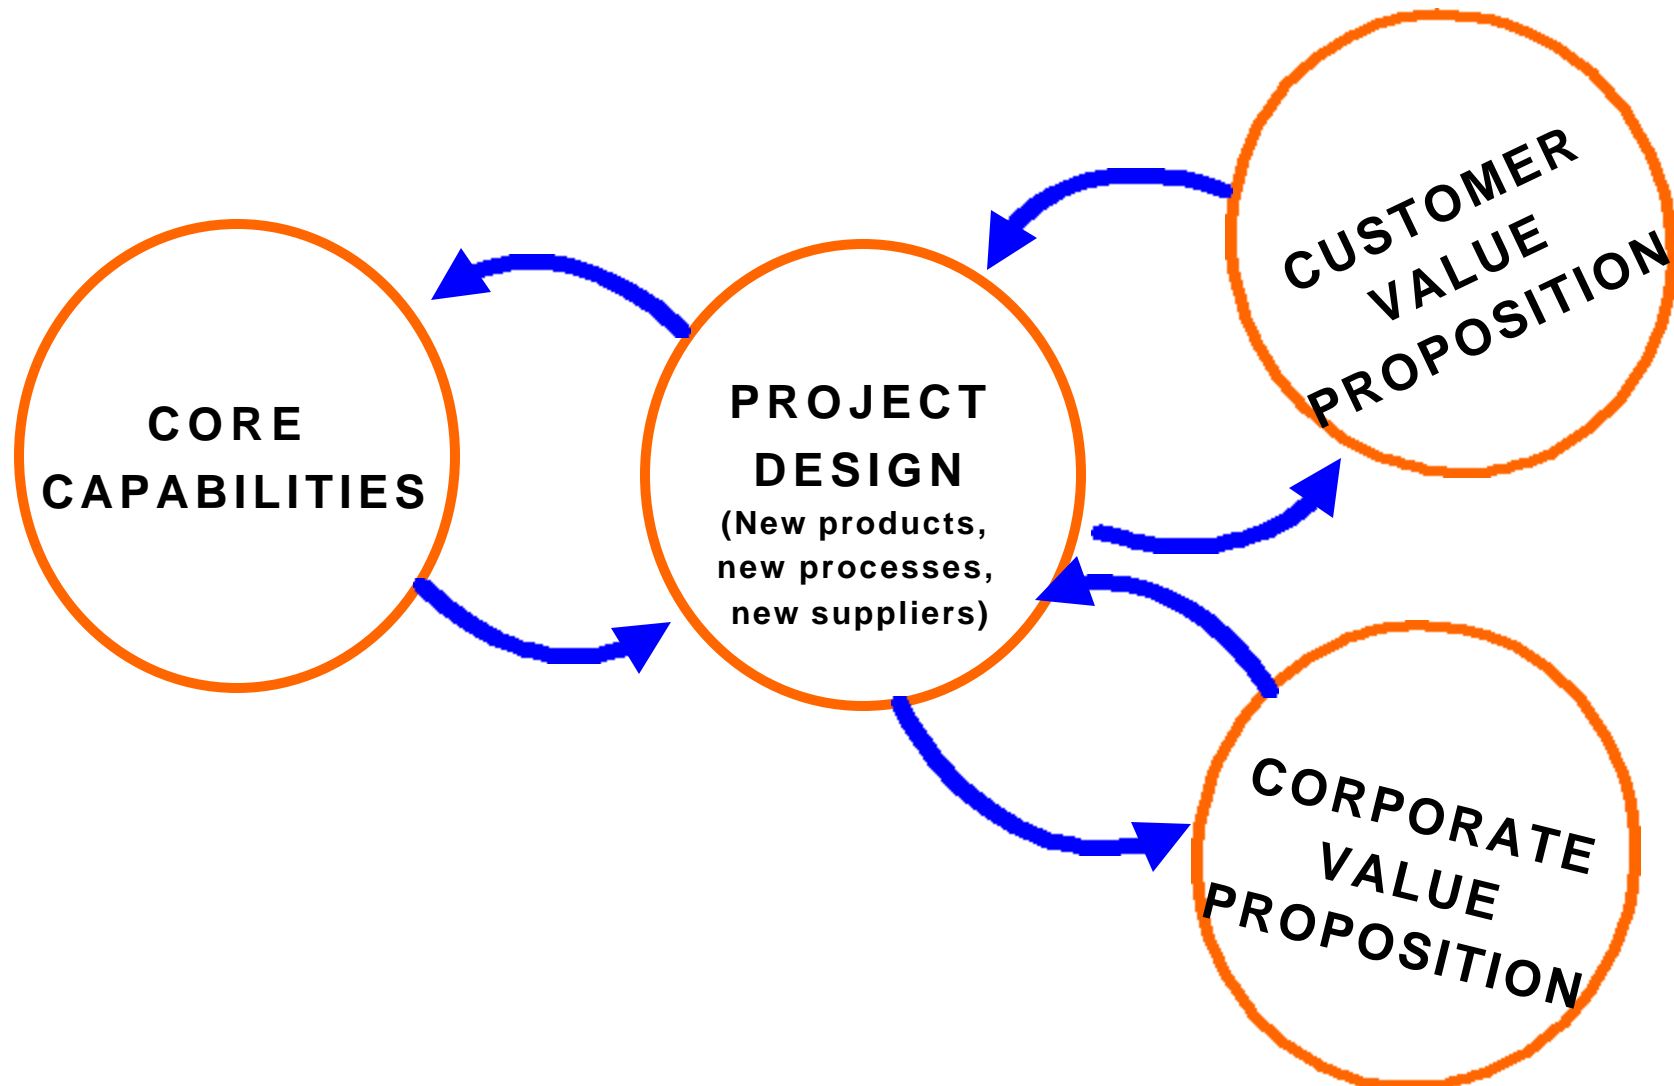 CORE
CAPABILITIES
PROJECT
DESIGN
(New products,
new processes,
new suppliers)
CUSTOMER
VALUE
PROPOSITION
CORPORATE
VALUE
PROPOSITION